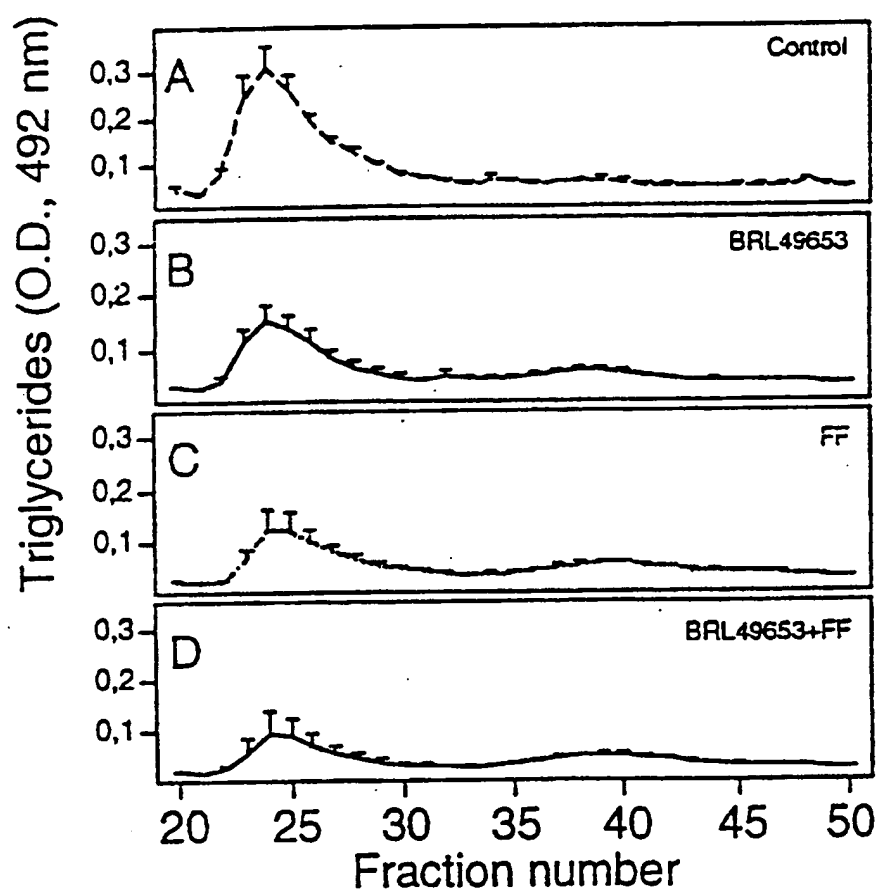 Triglycerides (O.D., 492 nm)
A
Control
0,3
0,2
0,1
B
BRL49653
0,3
0,2
0,1
C
FF
0,3
0,2
0,1
D
BRL49653+FF
0,3
0,2
0,1
20 25 30 35 40 45 50
Fraction number